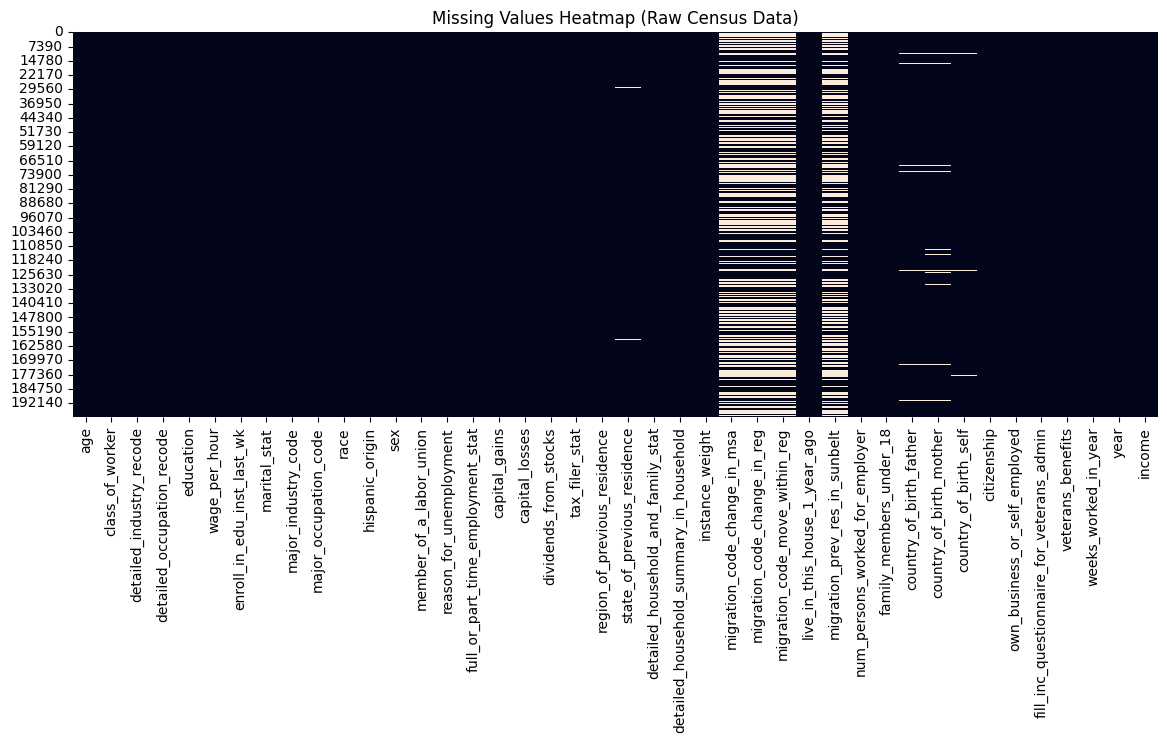 Missing Values Heatmap (Raw Census Data)
0
7390
14780
22170
29560
36950
44340
51730
59120
66510
73900
81290
88680
96070
103460
110850
118240
125630
133020
140410
147800
155190
162580
169970
177360
184750
192140
age
class_of_worker
detailed_industry_recode
detailed_occupation_recode
education
wage_per_hour
enroll_in_edu_inst_last_wk
marital_stat
major_industry_code
major_occupation_code
race
hispanic_origin
sex
member_of_a_labor_union
reason_for_unemployment
full_or_part_time_employment_stat
capital_gains
capital_losses
dividends_from_stocks
tax_filer_stat
region_of_previous_residence
state_of_previous_residence
detailed_household_and_family_stat
detailed_household_summary_in_household
instance_weight
migration_code_change_in_msa
migration_code_change_in_reg
migration_code_move_within_reg
live_in_this_house_1_year_ago
migration_prev_res_in_sunbelt
num_persons_worked_for_employer
family_members_under_18
country_of_birth_father
country_of_birth_mother
country_of_birth_self
citizenship
own_business_or_self_employed
fill_inc_questionnaire_for_veterans_admin
veterans_benefits
weeks_worked_in_year
year
income